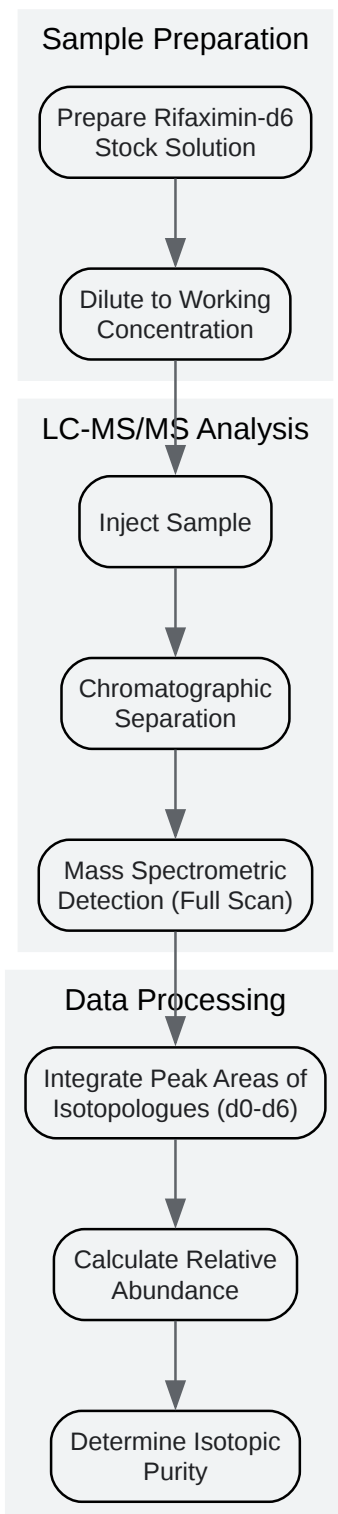 Sample Preparation
Prepare Rifaximin-d6
Stock Solution
Dilute to Working
Concentration
LC-MS/MS Analysis
Inject Sample
Chromatographic
Separation
Mass Spectrometric
Detection (Full Scan)
Data Processing
Integrate Peak Areas of
Isotopologues (d0-d6)
Calculate Relative
Abundance
Determine Isotopic
Purity